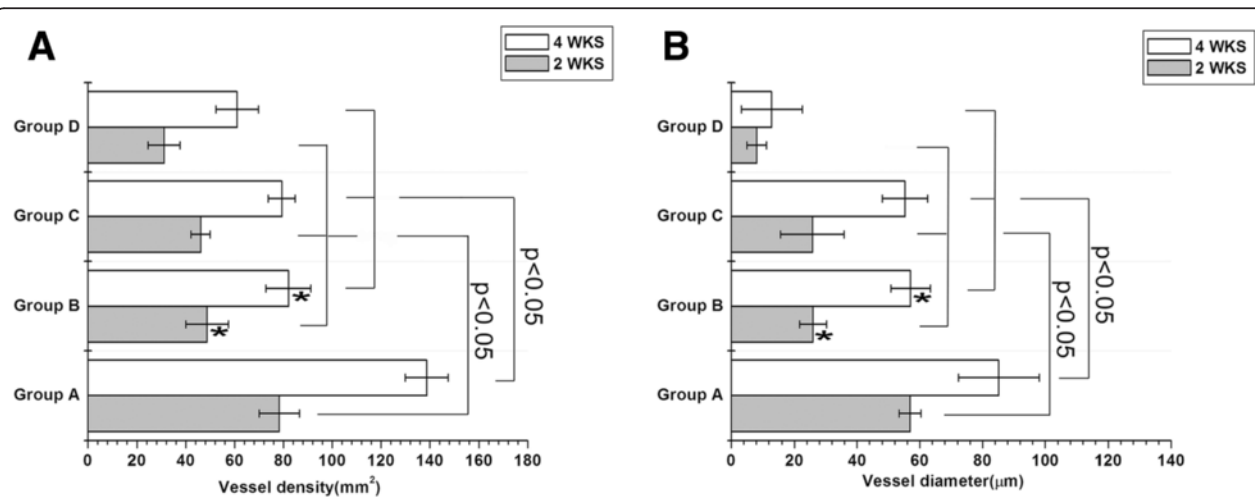 A
4 WKS
2 WKS
Group D
Group C
Group B
Group A
*
*
p<0.05
p<0.05
0 20 40 60 80 100 120 140 160 180
Vessel density(mm²)
B
4 WKS
2 WKS
Group D
Group C
Group B
Group A
*
*
p<0.05
p<0.05
0 20 40 60 80 100 120 140
Vessel diameter(μm)